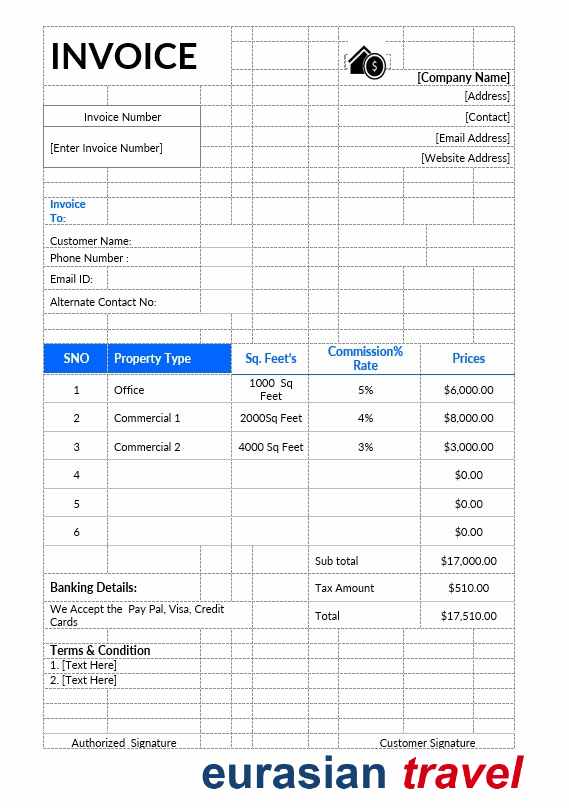 INVOICE
$
[Company Name]
[Address]
Invoice Number
[Contact]
[Enter Invoice Number]
[Email Address]
[Website Address]
Invoice
To:
Customer Name:
Phone Number :
Email ID:
Alternate Contact No:
SNO Property Type Sq. Feet's Commission% Rate Prices
1 Office 1000 Sq Feet 5% $6,000.00
2 Commercial 1 2000Sq Feet 4% $8,000.00
3 Commercial 2 4000 Sq Feet 3% $3,000.00
4 $0.00
5 $0.00
6 $0.00
Sub total $17,000.00
Banking Details: Tax Amount $510.00
We Accept the Pay Pal, Visa, Credit
Cards
Total $17,510.00
Terms & Condition
1. [Text Here]
2. [Text Here]
Authorized Signature Customer Signature
eurasian travel